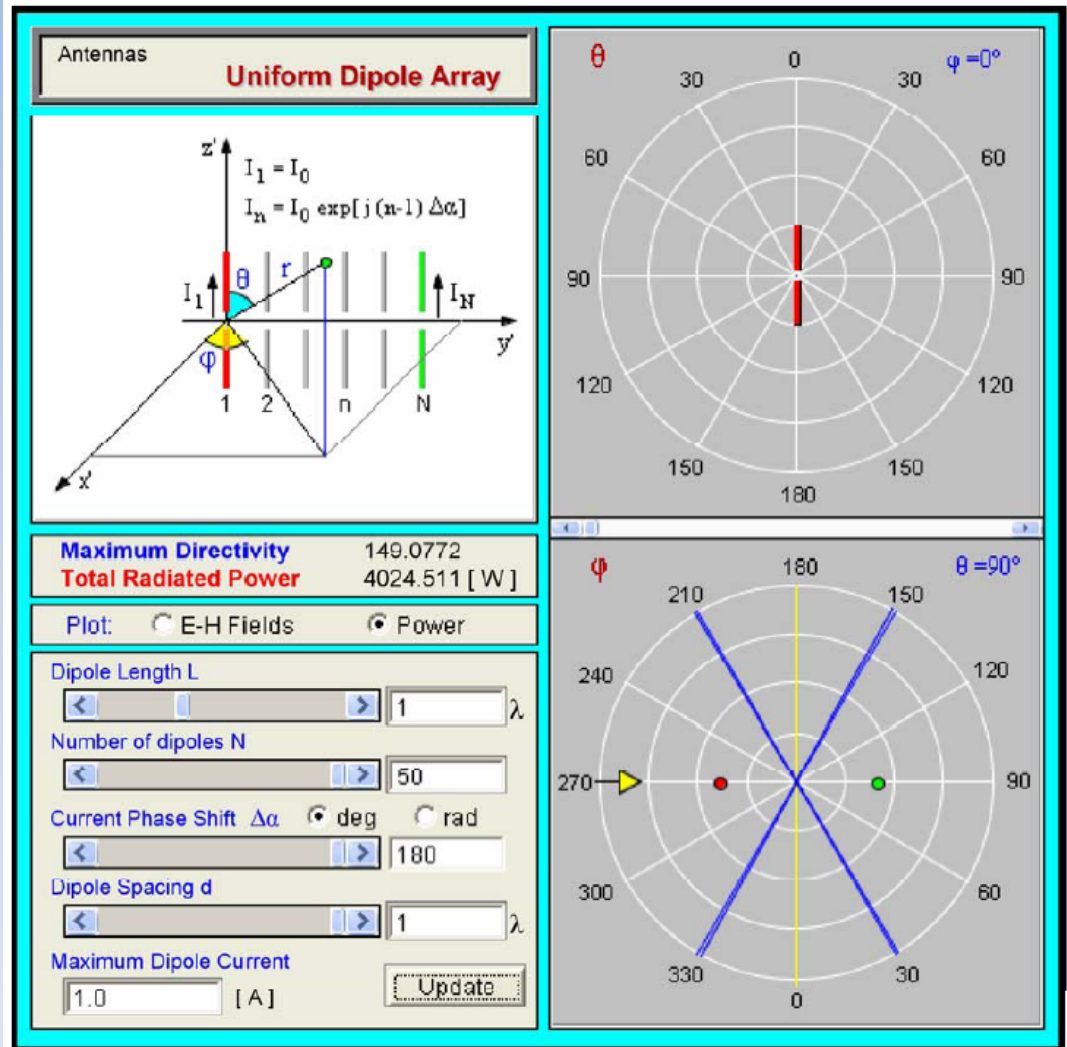 Antennas
Uniform Dipole Array
z'
I₁ = I₀
Iₙ = I₀ exp[j(n-1) Δα]
r
θ
I₁
I_N
y'
φ
1 2 n N
x'
Maximum Directivity 149.0772
Total Radiated Power 4024.511 [ W ]
Plot: E-H Fields Power
Dipole Length L
1 λ
Number of dipoles N
50
Current Phase Shift Δα deg rad
180
Dipole Spacing d
1 λ
Maximum Dipole Current
1.0 [ A ] Update
θ 0 φ =0°
30 30
60 60
90 90
120 120
150 150
180
φ 180 θ =90°
210 150
240 120
270 90
300 60
330 30
0